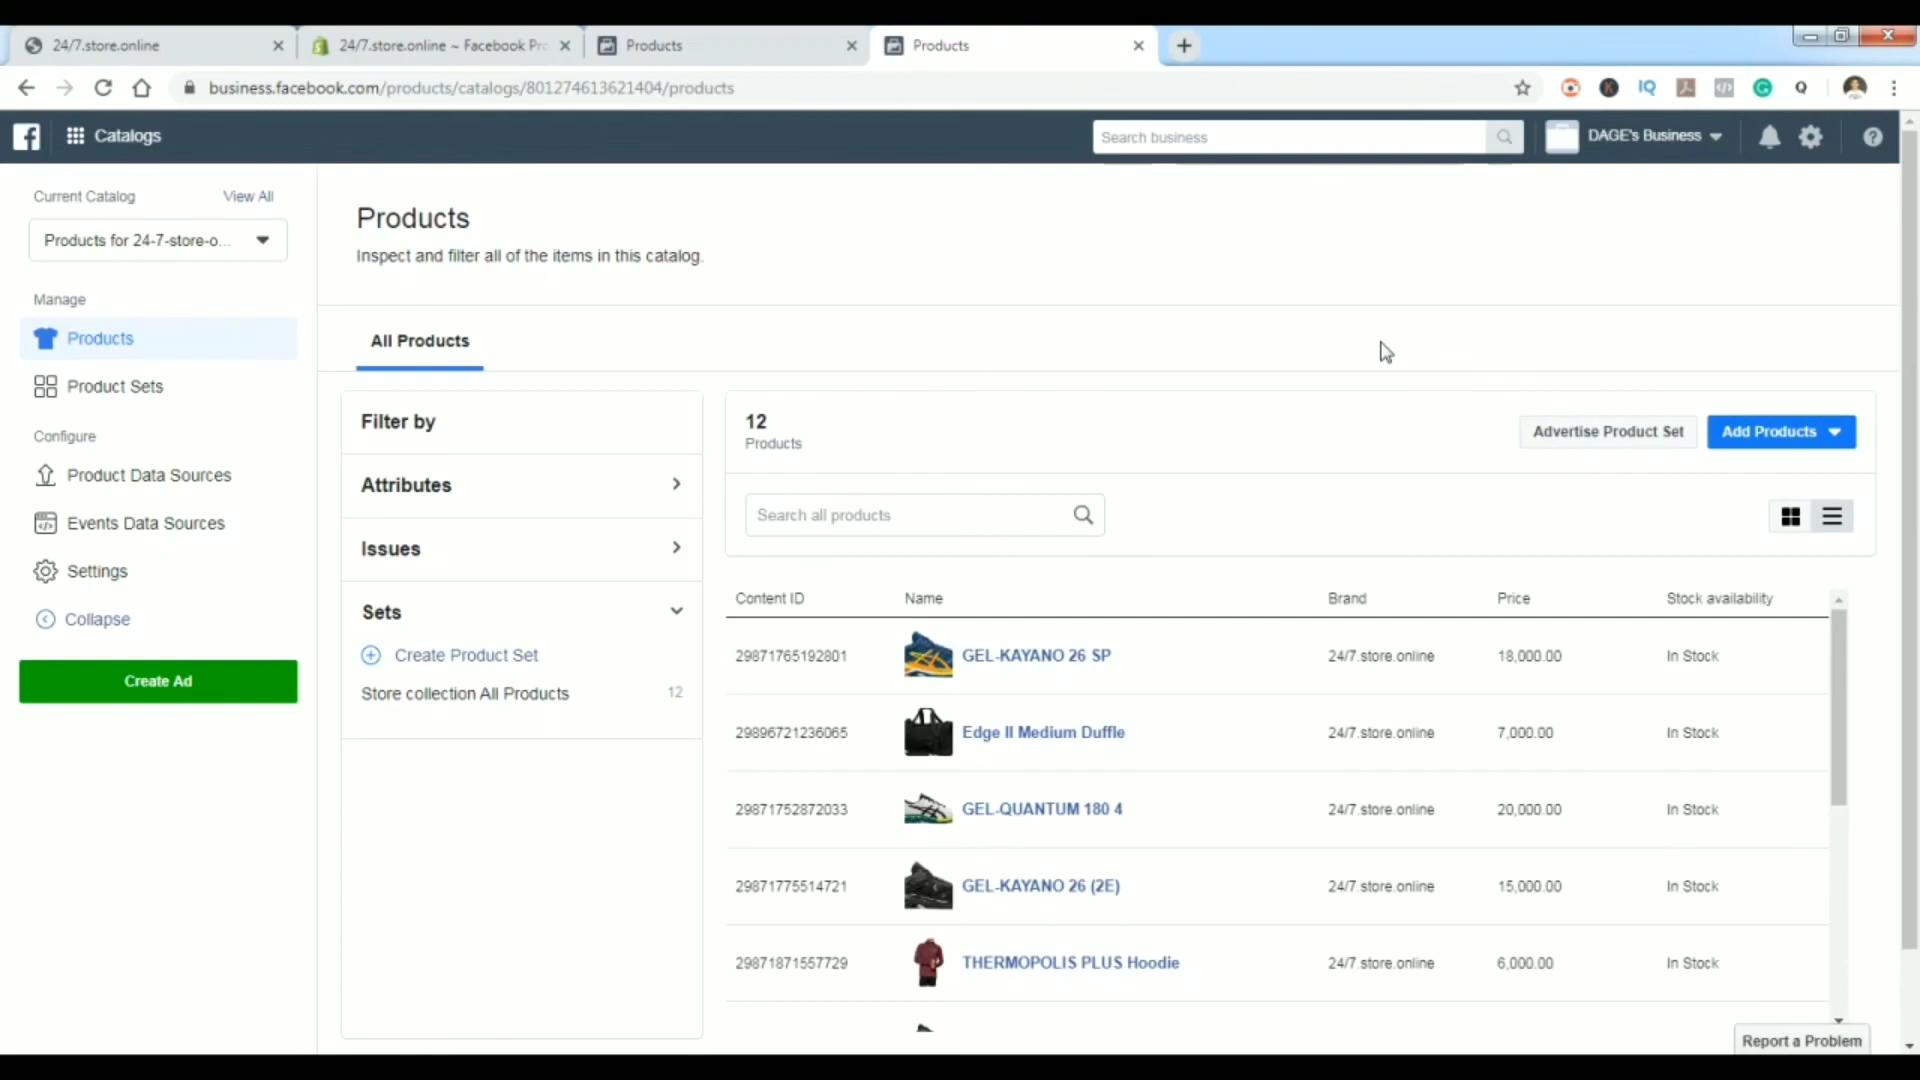 24/7.store.online
24/7.store.online ~ Facebook Pro
Products
Products
business.facebook.com/products/catalogs/801274613621404/products
IQ
Q
Catalogs
Search business
DAGE's Business
Current Catalog
View All
Products for 24-7-store-o...
Manage
Products
Product Sets
Configure
Product Data Sources
Events Data Sources
Settings
Collapse
Create Ad
Products
Inspect and filter all of the items in this catalog.
All Products
Filter by
Attributes
Issues
Sets
Create Product Set
Store collection All Products 12
12
Products
Advertise Product Set
Add Products
Search all products
Content ID Name Brand Price Stock availability
29871765192801 GEL-KAYANO 26 SP 24/7.store.online 18,000.00 In Stock
29896721236065 Edge II Medium Duffle 24/7.store.online 7,000.00 In Stock
29871752872033 GEL-QUANTUM 180 4 24/7.store.online 20,000.00 In Stock
29871775514721 GEL-KAYANO 26 (2E) 24/7.store.online 15,000.00 In Stock
29871871557729 THERMOPOLIS PLUS Hoodie 24/7.store.online 6,000.00 In Stock
Report a Problem